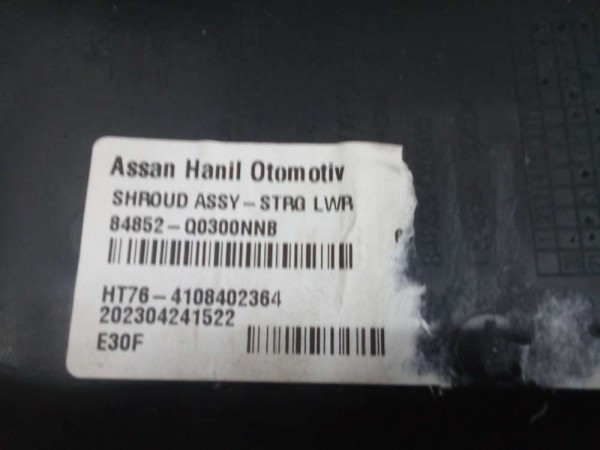 Assan Hanil Otomotiv
SHROUD ASSY-STRG LWR
84852-Q0300NNB
HT76-4108402364
202304241522
E30F